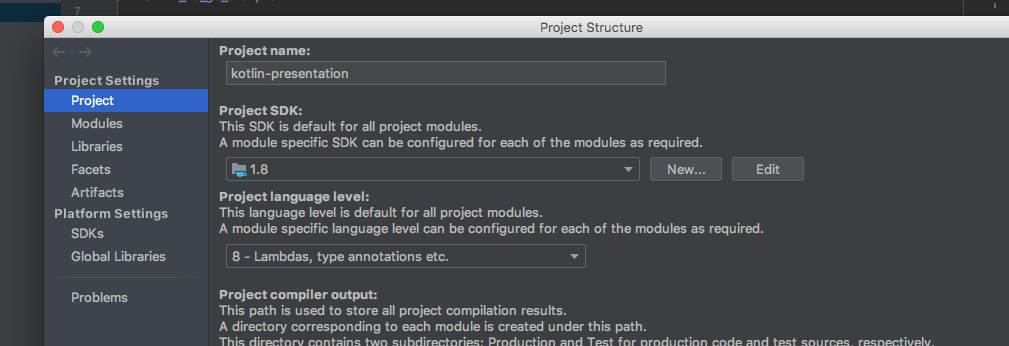 7
Project Structure
Project Settings
Project
Modules
Libraries
Facets
Artifacts
Platform Settings
SDKs
Global Libraries
Problems
Project name:
kotlin-presentation
Project SDK:
This SDK is default for all project modules.
A module specific SDK can be configured for each of the modules as required.
1.8
New...
Edit
Project language level:
This language level is default for all project modules.
A module specific language level can be configured for each of the modules as required.
8 - Lambdas, type annotations etc.
Project compiler output:
This path is used to store all project compilation results.
A directory corresponding to each module is created under this path.
This directory contains two subdirectories: Production and Test for production code and test sources, respectively.